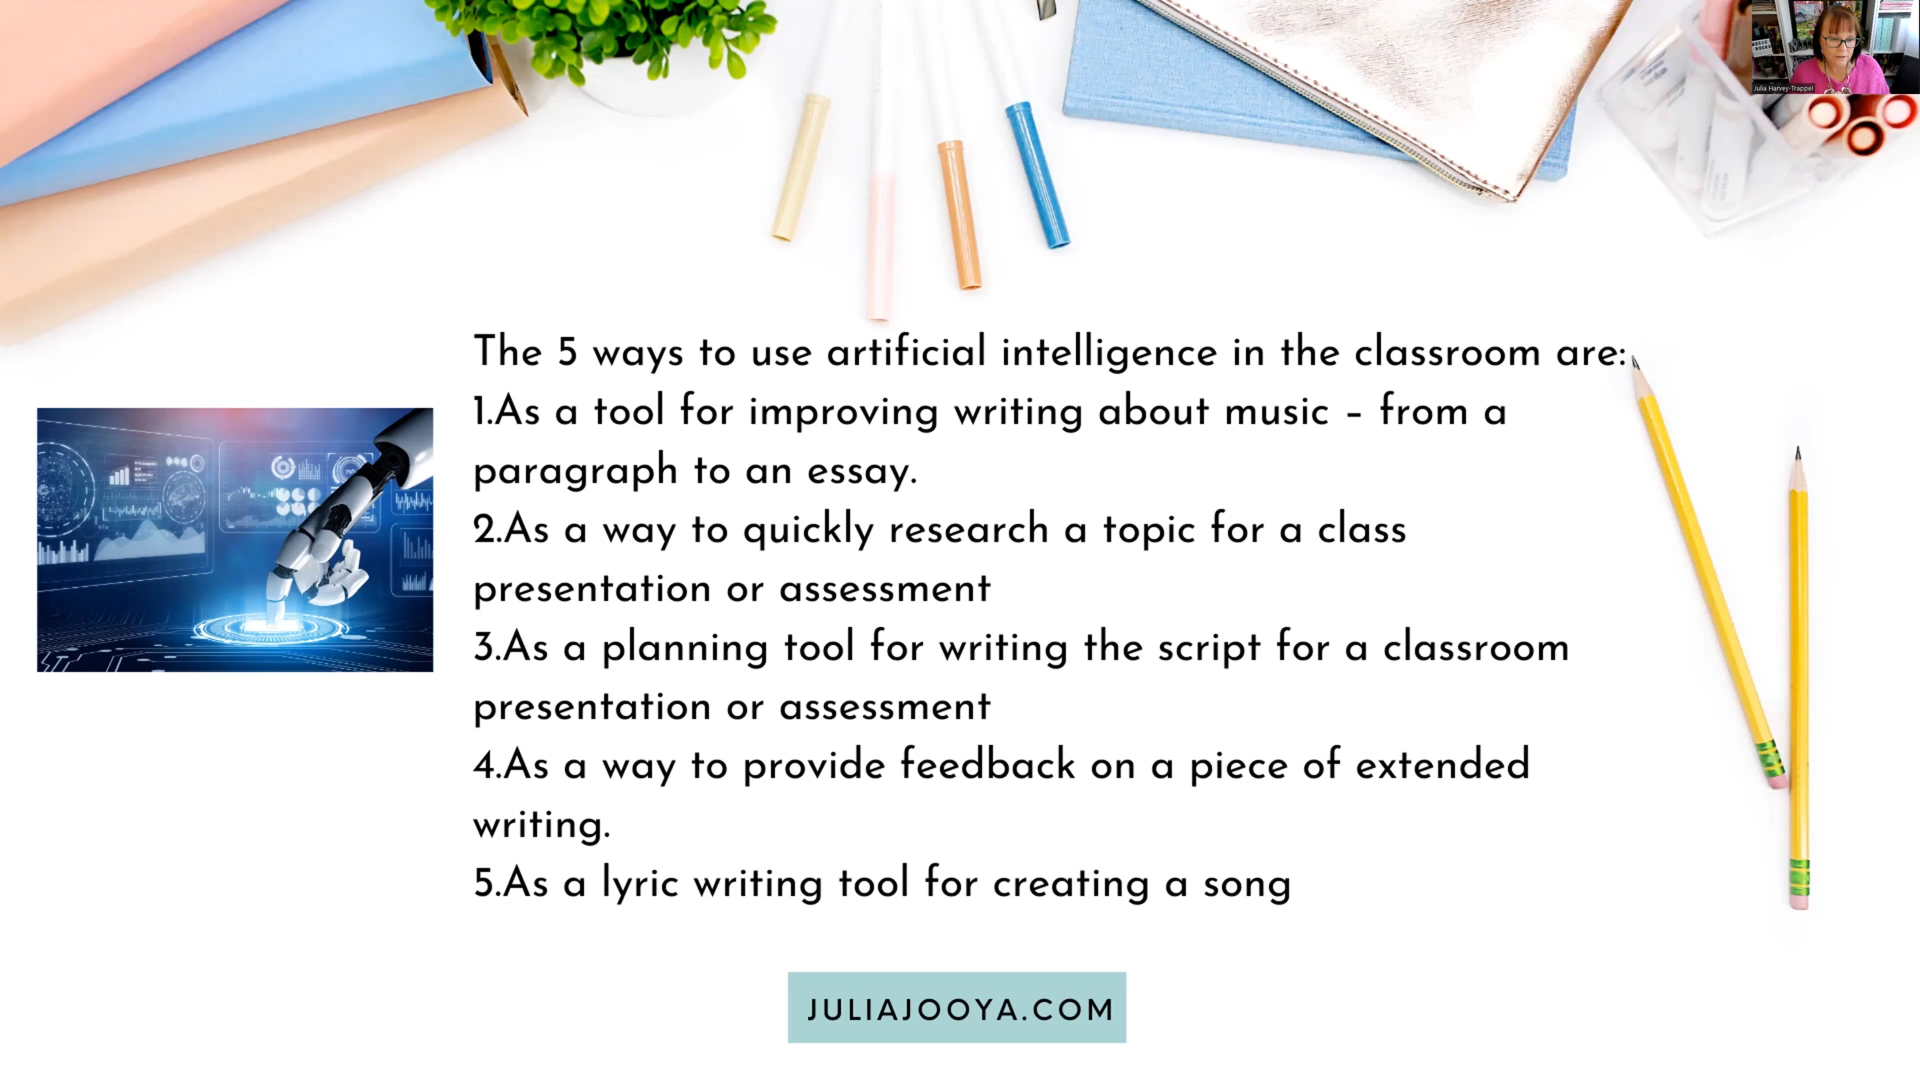 Julia Harvey-Trappel
The 5 ways to use artificial intelligence in the classroom are:
1.As a tool for improving writing about music – from a
paragraph to an essay.
2.As a way to quickly research a topic for a class
presentation or assessment
3.As a planning tool for writing the script for a classroom
presentation or assessment
4.As a way to provide feedback on a piece of extended
writing.
5.As a lyric writing tool for creating a song
JULIAJOOYA.COM